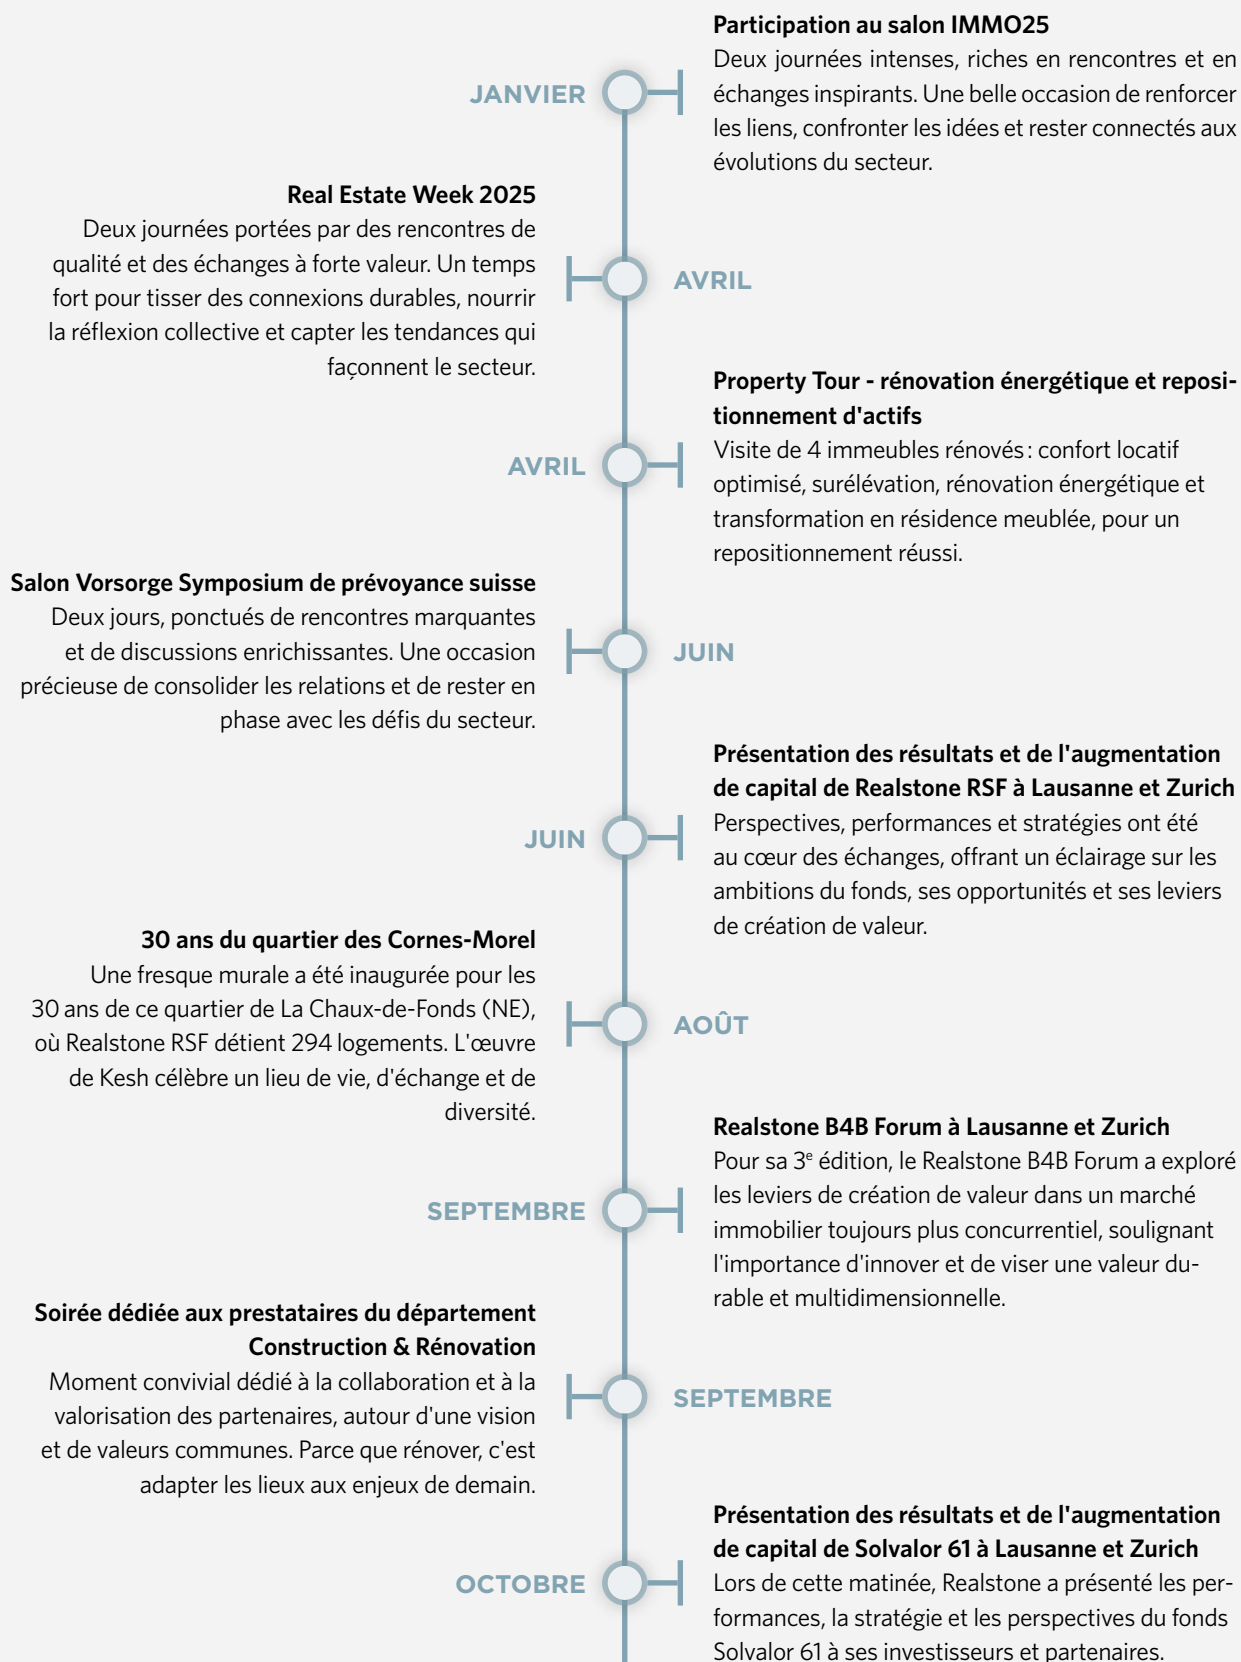 Participation au salon IMMO25
Deux journées intenses, riches en rencontres et en
échanges inspirants. Une belle occasion de renforcer
les liens, confronter les idées et rester connectés aux
évolutions du secteur.
JANVIER
Real Estate Week 2025
Deux journées portées par des rencontres de
qualité et des échanges à forte valeur. Un temps
fort pour tisser des connexions durables, nourrir
la réflexion collective et capter les tendances qui
façonnent le secteur.
AVRIL
Property Tour - rénovation énergétique et reposi-
tionnement d'actifs
Visite de 4 immeubles rénovés : confort locatif
optimisé, surélévation, rénovation énergétique et
transformation en résidence meublée, pour un
repositionnement réussi.
AVRIL
Salon Vorsorge Symposium de prévoyance suisse
Deux jours, ponctués de rencontres marquantes
et de discussions enrichissantes. Une occasion
précieuse de consolider les relations et de rester en
phase avec les défis du secteur.
JUIN
Présentation des résultats et de l'augmentation
de capital de Realstone RSF à Lausanne et Zurich
Perspectives, performances et stratégies ont été
au cœur des échanges, offrant un éclairage sur les
ambitions du fonds, ses opportunités et ses leviers
de création de valeur.
JUIN
30 ans du quartier des Cornes-Morel
Une fresque murale a été inaugurée pour les
30 ans de ce quartier de La Chaux-de-Fonds (NE),
où Realstone RSF détient 294 logements. L'œuvre
de Kesh célèbre un lieu de vie, d'échange et de
diversité.
AOÛT
Realstone B4B Forum à Lausanne et Zurich
Pour sa 3e édition, le Realstone B4B Forum a exploré
les leviers de création de valeur dans un marché
immobilier toujours plus concurrentiel, soulignant
l'importance d'innover et de viser une valeur du-
rable et multidimensionnelle.
SEPTEMBRE
Soirée dédiée aux prestataires du département
Construction & Rénovation
Moment convivial dédié à la collaboration et à la
valorisation des partenaires, autour d'une vision
et de valeurs communes. Parce que rénover, c'est
adapter les lieux aux enjeux de demain.
SEPTEMBRE
Présentation des résultats et de l'augmentation
de capital de Solvalor 61 à Lausanne et Zurich
Lors de cette matinée, Realstone a présenté les per-
formances, la stratégie et les perspectives du fonds
Solvalor 61 à ses investisseurs et partenaires.
OCTOBRE